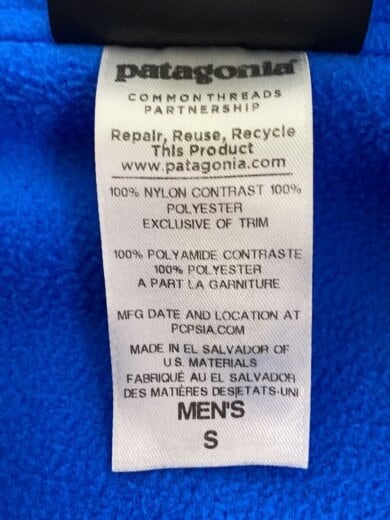 patagonia
COMMONTHREADS
PARTNERSHIP
Repair, Reuse, Recycle
This Product
www.patagonia.com
100% NYLON CONTRAST 100%
POLYESTER
EXCLUSIVE OF TRIM
100% POLYAMIDE CONTRASTE
100% POLYESTER
A PART LA GARNITURE
MFG DATE AND LOCATION AT
PCPSIA.COM
MADE IN EL SALVADOR OF
U.S. MATERIALS
FABRIQUÉ AU EL SALVADOR
DES MATIÈRES DES|ETATS-UNI
MEN'S
S